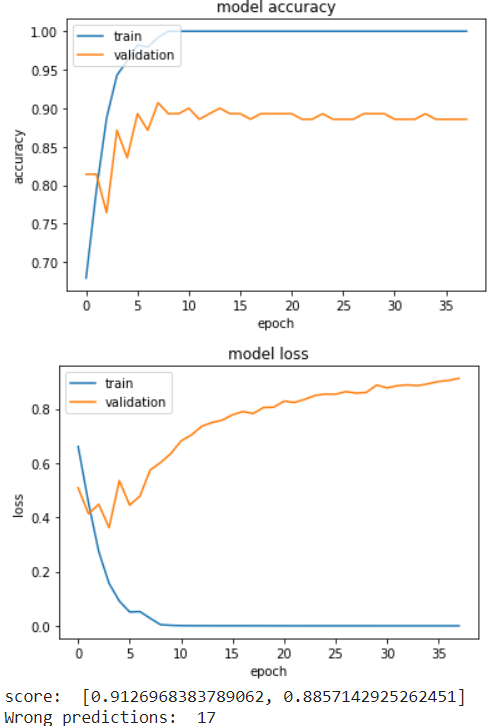 model accuracy
1.00
0.95
0.90
0.85
0.80
0.75
0.70
accuracy
train
validation
0 5 10 15 20 25 30 35
epoch
model loss
0.8
0.6
0.4
0.2
0.0
loss
train
validation
0 5 10 15 20 25 30 35
epoch
score:  [0.9126968383789062, 0.8857142925262451]
Wrong predictions:  17